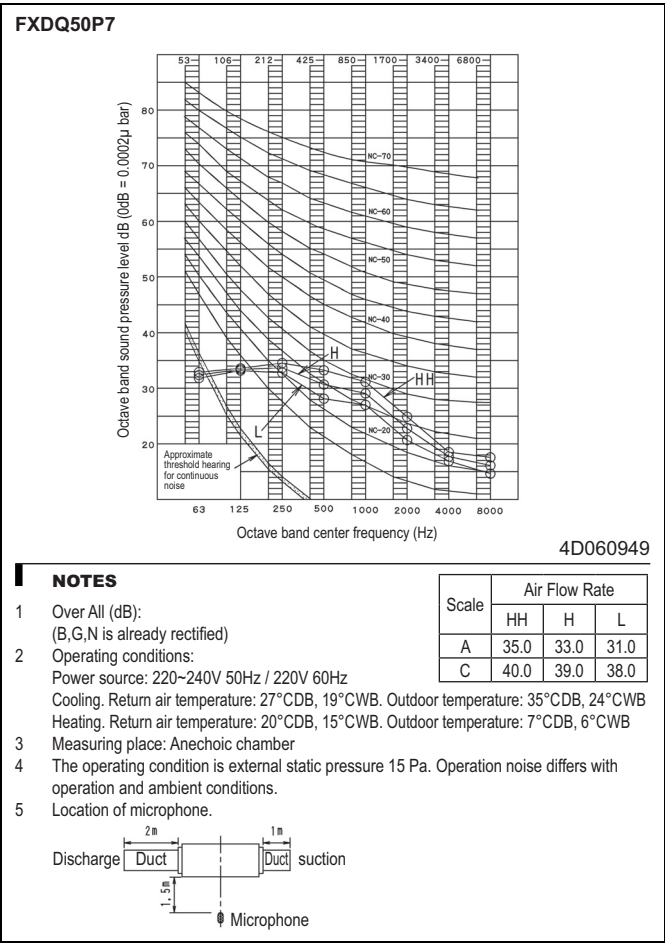 FXDQ50P7
53 106 212 425 850 1700 3400 6800
Octave band sound pressure level dB (0dB = 0.0002µ bar)
80
70
60
50
40
30
20
NC-70
NC-60
NC-50
NC-40
NC-30
NC-20
H
HH
L
Approximate
threshold hearing
for continuous
noise
63 125 250 500 1000 2000 4000 8000
Octave band center frequency (Hz)
4D060949
NOTES
Scale Air Flow Rate
HH H L
A 35.0 33.0 31.0
C 40.0 39.0 38.0
1 Over All (dB):
(B,G,N is already rectified)
2 Operating conditions:
Power source: 220~240V 50Hz / 220V 60Hz
Cooling. Return air temperature: 27°CDB, 19°CWB. Outdoor temperature: 35°CDB, 24°CWB
Heating. Return air temperature: 20°CDB, 15°CWB. Outdoor temperature: 7°CDB, 6°CWB
3 Measuring place: Anechoic chamber
4 The operating condition is external static pressure 15 Pa. Operation noise differs with
operation and ambient conditions.
5 Location of microphone.
2m 1m
Discharge Duct Duct suction
1.5m
Microphone